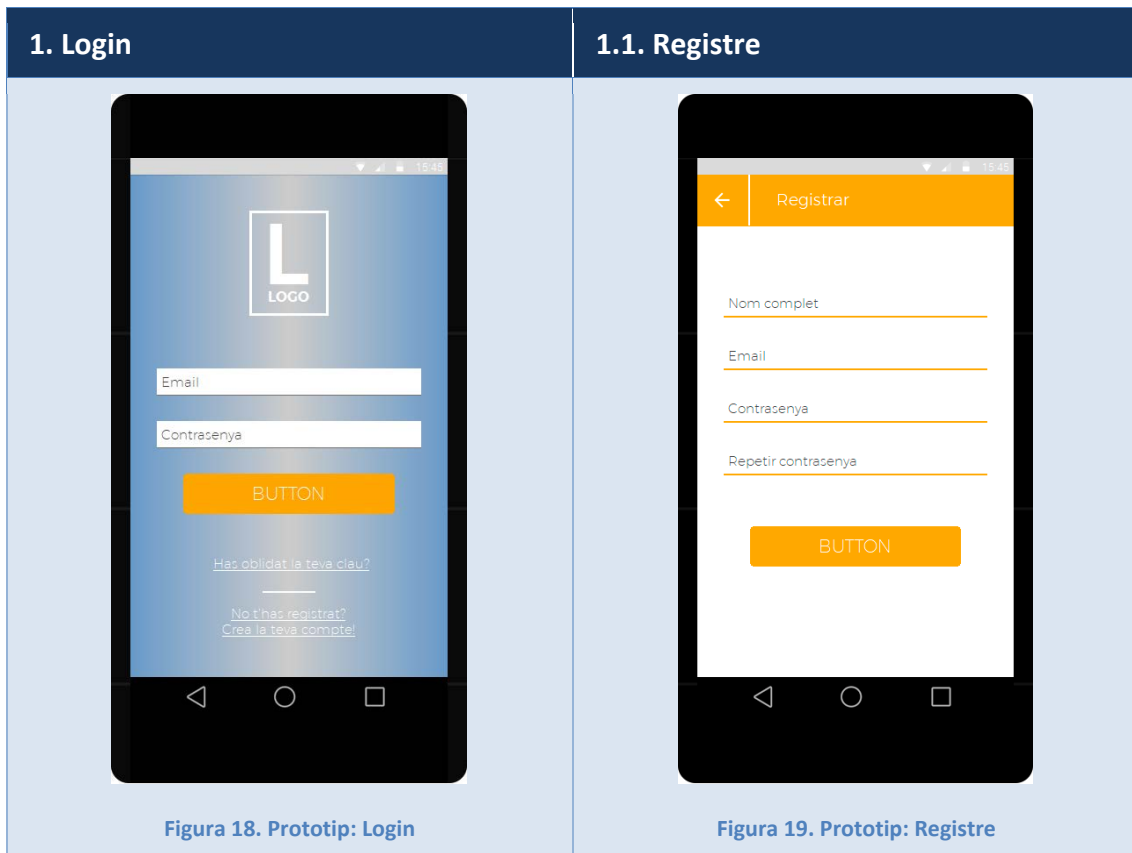 1. Login
1.1. Registre
15:45
L
LOGO
Email
Contrasenya
BUTTON
Has oblidat la teva clau?
No t'has registrat?
Crea la teva compte!
15:45
Registrar
Nom complet
Email
Contrasenya
Repetir contrasenya
BUTTON
Figura 18. Prototip: Login
Figura 19. Prototip: Registre